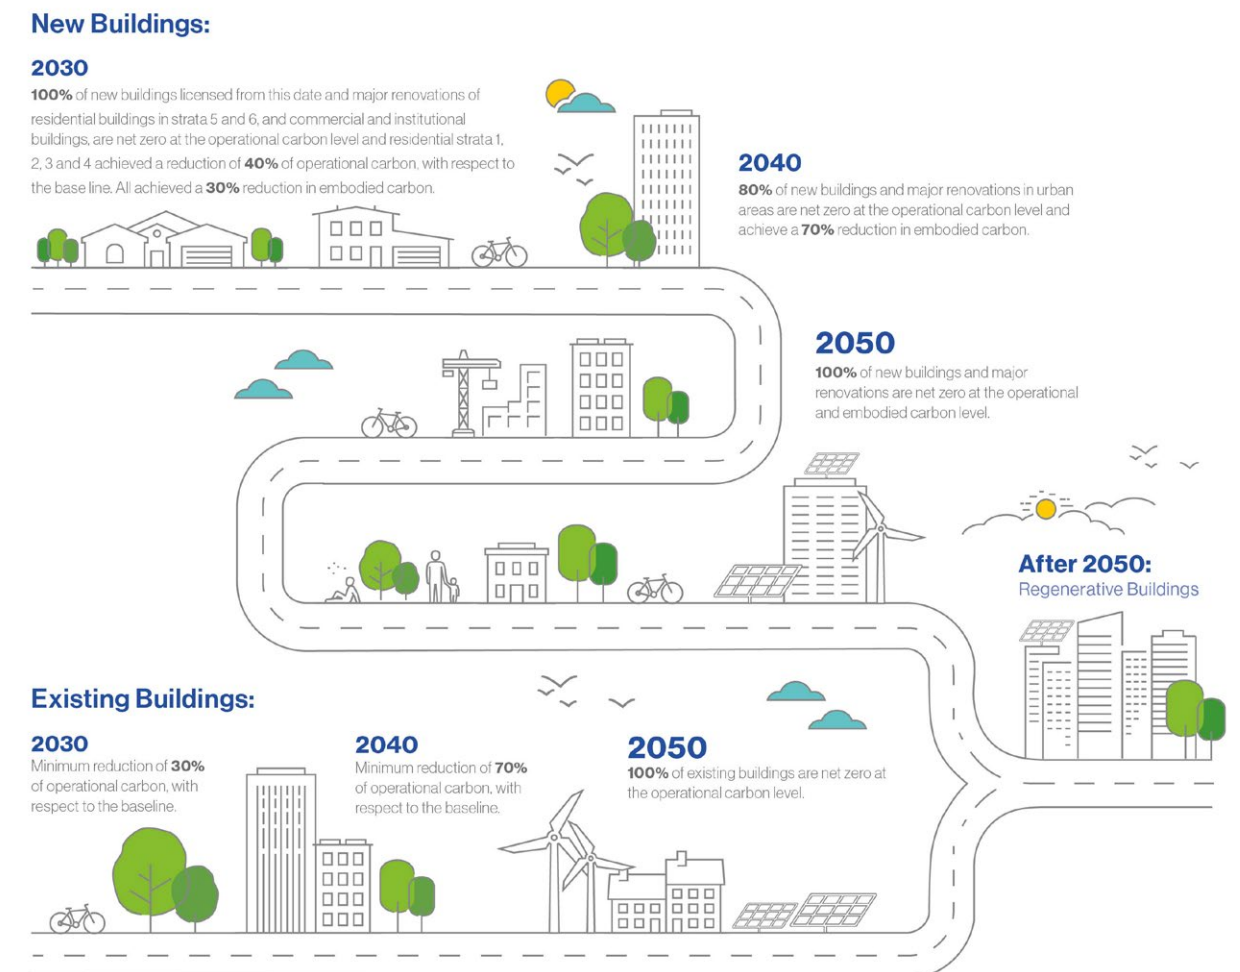 New Buildings:
2030
100% of new buildings licensed from this date and major renovations of
residential buildings in strata 5 and 6, and commercial and institutional
buildings, are net zero at the operational carbon level and residential strata 1,
2, 3 and 4 achieved a reduction of 40% of operational carbon, with respect to
the base line. All achieved a 30% reduction in embodied carbon.
2040
80% of new buildings and major renovations in urban
areas are net zero at the operational carbon level and
achieve a 70% reduction in embodied carbon.
2050
100% of new buildings and major
renovations are net zero at the operational
and embodied carbon level.
After 2050:
Regenerative Buildings
Existing Buildings:
2030
Minimum reduction of 30%
of operational carbon, with
respect to the baseline.
2040
Minimum reduction of 70%
of operational carbon, with
respect to the baseline.
2050
100% of existing buildings are net zero at
the operational carbon level.